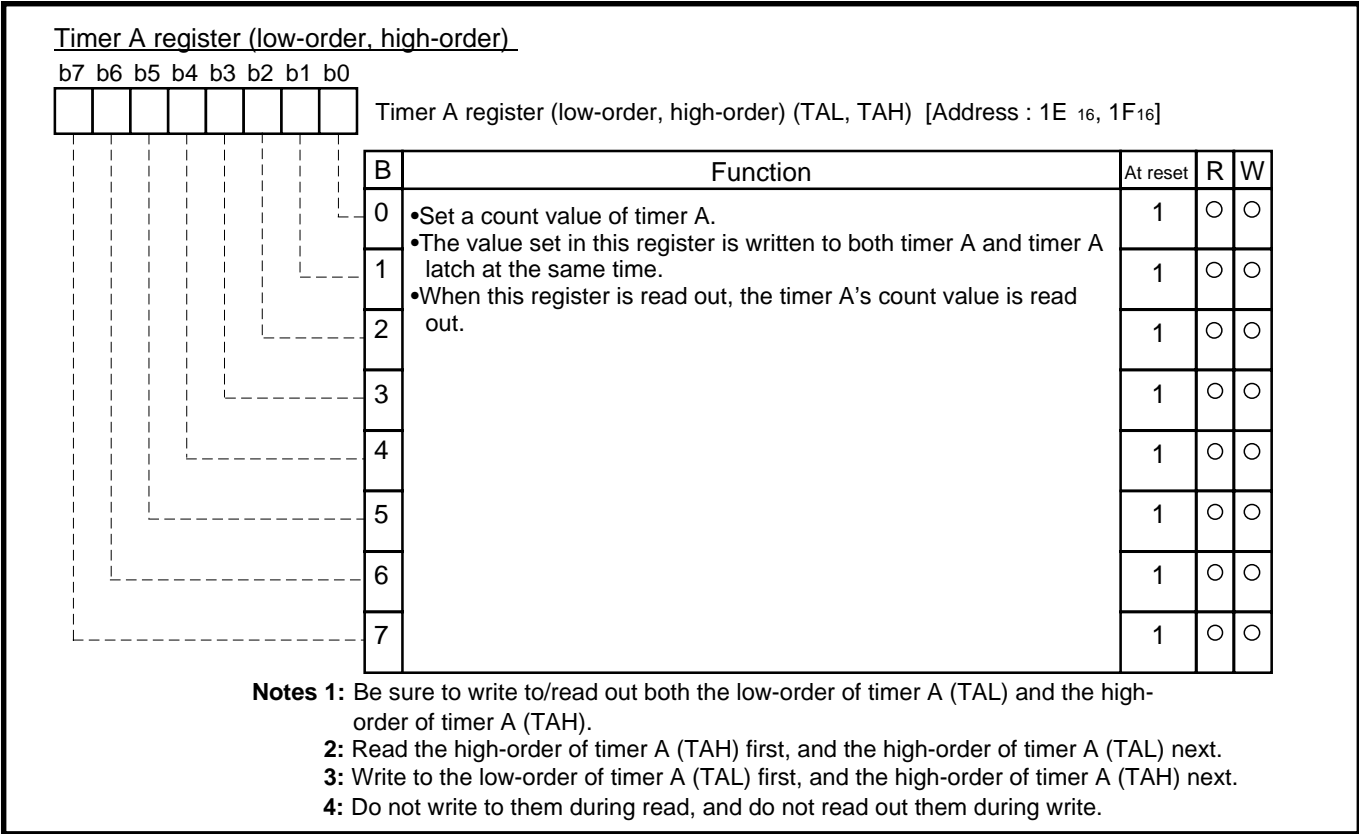 Timer A register (low-order, high-order)
b7 b6 b5 b4 b3 b2 b1 b0
Timer A register (low-order, high-order) (TAL, TAH) [Address : 1E 16, 1F16]
B Function At reset R W
0 •Set a count value of timer A. 1 ○ ○
•The value set in this register is written to both timer A and timer A
1 latch at the same time. 1 ○ ○
•When this register is read out, the timer A’s count value is read
2 out. 1 ○ ○
3 1 ○ ○
4 1 ○ ○
5 1 ○ ○
6 1 ○ ○
7 1 ○ ○
Notes 1: Be sure to write to/read out both the low-order of timer A (TAL) and the high-
order of timer A (TAH).
2: Read the high-order of timer A (TAH) first, and the high-order of timer A (TAL) next.
3: Write to the low-order of timer A (TAL) first, and the high-order of timer A (TAH) next.
4: Do not write to them during read, and do not read out them during write.